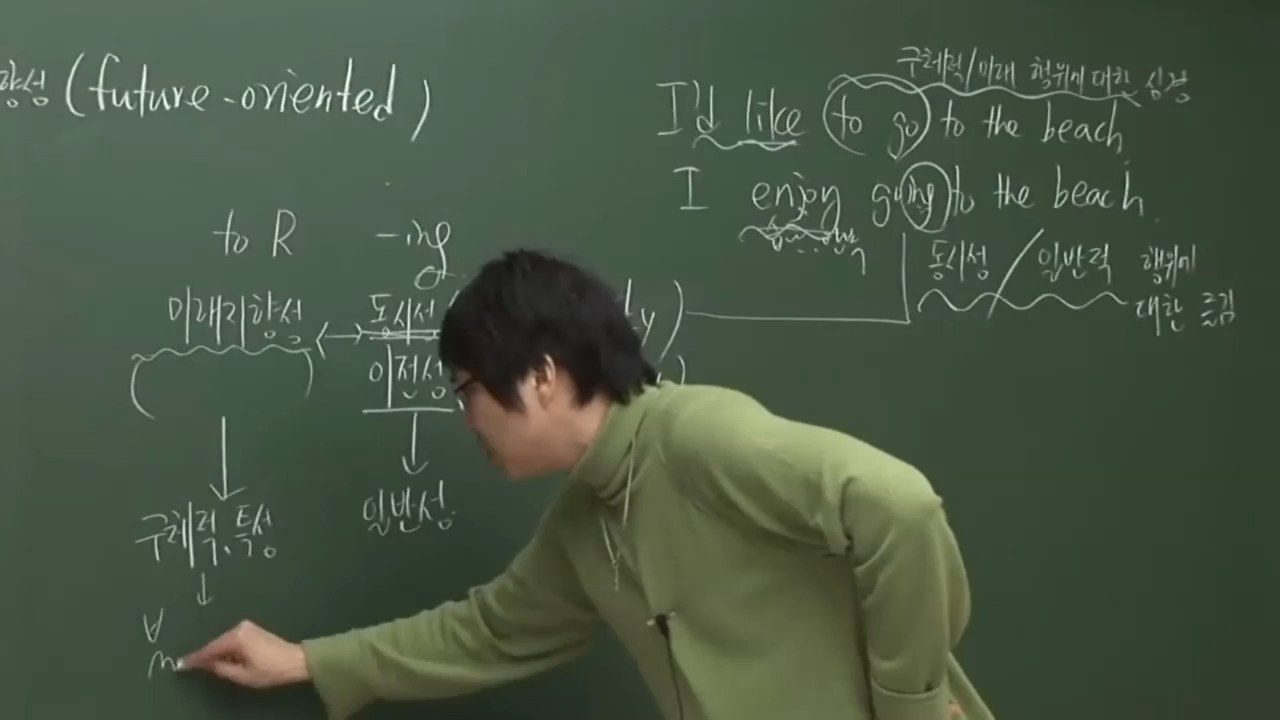 향성 (future-oriented)
구체적/미래 행위에 대한 심정
I'd like to go to the beach
I enjoy going to the beach.
동시성 / 일반적 행위에
대한 즐김
to R -ing
미래지향성 ↔ 동시성
이전성
구체적, 특성 일반성
∀